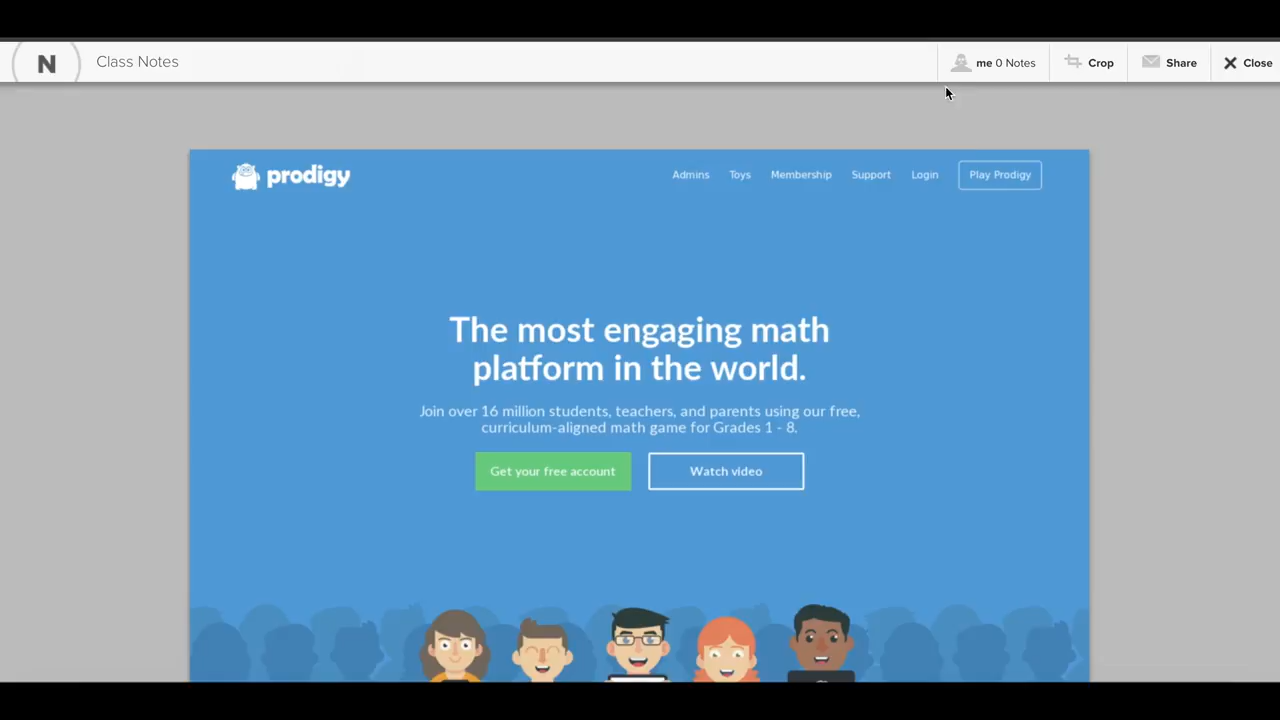 N
Class Notes
me 0 Notes
Crop
Share
Close
prodigy
Admins
Toys
Membership
Support
Login
Play Prodigy
The most engaging math
platform in the world.
Join over 16 million students, teachers, and parents using our free,
curriculum-aligned math game for Grades 1 - 8.
Get your free account
Watch video